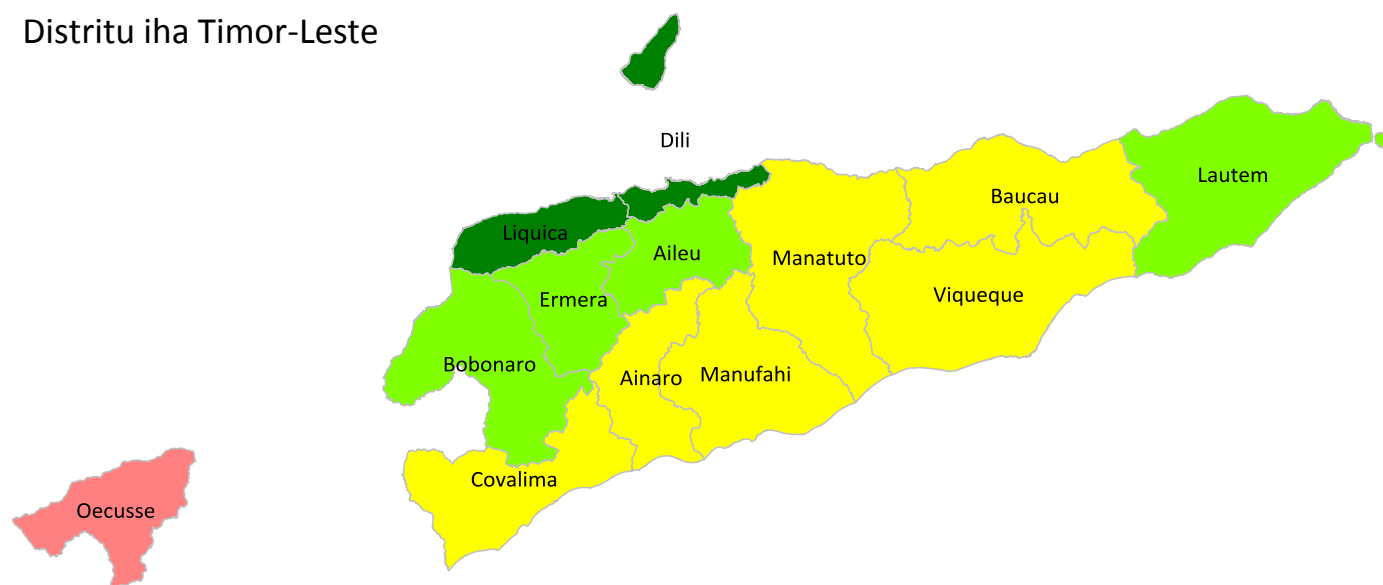 Distritu iha Timor-Leste
Dili
Lautem
Baucau
Liquica
Aileu
Manatuto
Viqueque
Ermera
Bobonaro
Ainaro
Manufahi
Covalima
Oecusse